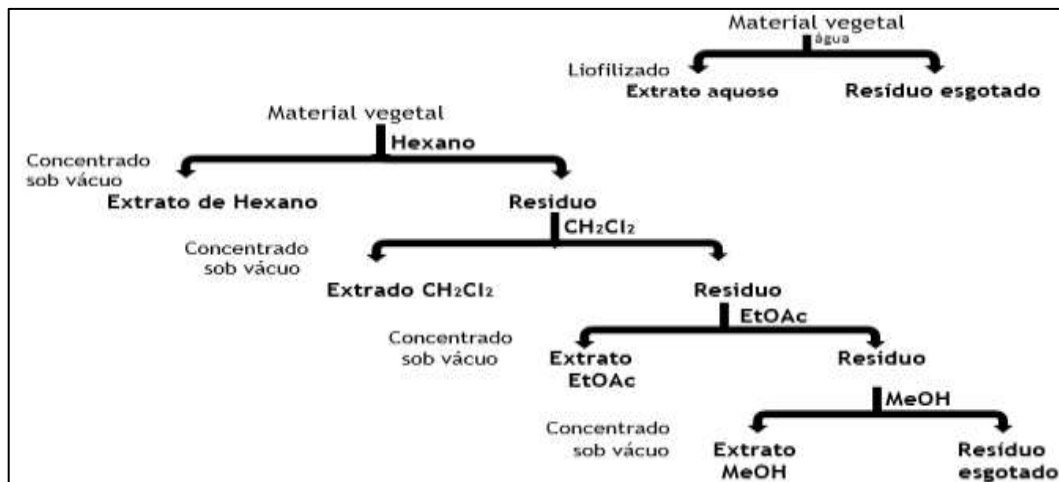 Material vegetal
água
Liofilizado
Extrato aquoso
Resíduo esgotado
Material vegetal
Hexano
Concentrado
sob vácuo
Extrato de Hexano
Resíduo
CH₂Cl₂
Concentrado
sob vácuo
Extrado CH₂Cl₂
Resíduo
EtOAc
Concentrado
sob vácuo
Extrato
EtOAc
Resíduo
MeOH
Concentrado
sob vácuo
Extrato
MeOH
Resíduo
esgotado